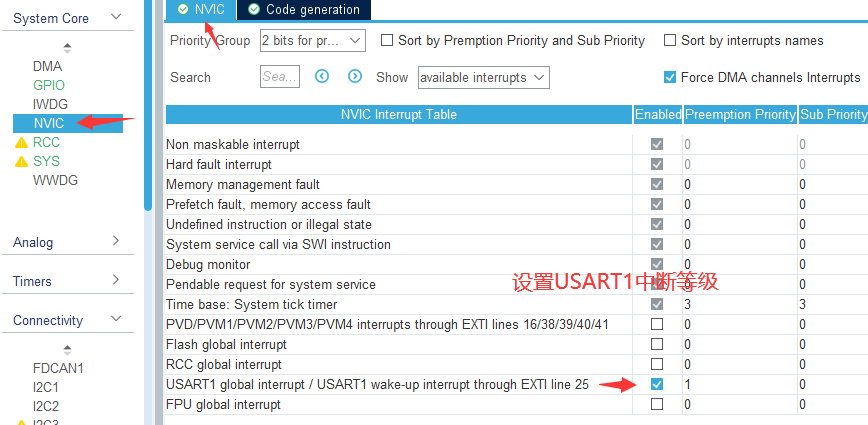 System Core
DMA
GPIO
IWDG
NVIC
RCC
SYS
WWDG
Analog
Timers
Connectivity
FDCAN1
I2C1
I2C2
I2C3
NVIC Code generation
Priority Group 2 bits for pr... Sort by Premption Priority and Sub Priority Sort by interrupts names
Search Sea... Show available interrupts Force DMA channels Interrupts
NVIC Interrupt Table Enabled Preemption Priority Sub Priority
Non maskable interrupt 0 0
Hard fault interrupt 0 0
Memory management fault 0 0
Prefetch fault, memory access fault 0 0
Undefined instruction or illegal state 0 0
System service call via SWI instruction 0 0
Debug monitor 0 0
设置USART1中断等级
Pendable request for system service 0 0
Time base: System tick timer 3 3
PVD/PVM1/PVM2/PVM3/PVM4 interrupts through EXTI lines 16/38/39/40/41 0 0
Flash global interrupt 0 0
RCC global interrupt 0 0
USART1 global interrupt / USART1 wake-up interrupt through EXTI line 25 1 0
FPU global interrupt 0 0